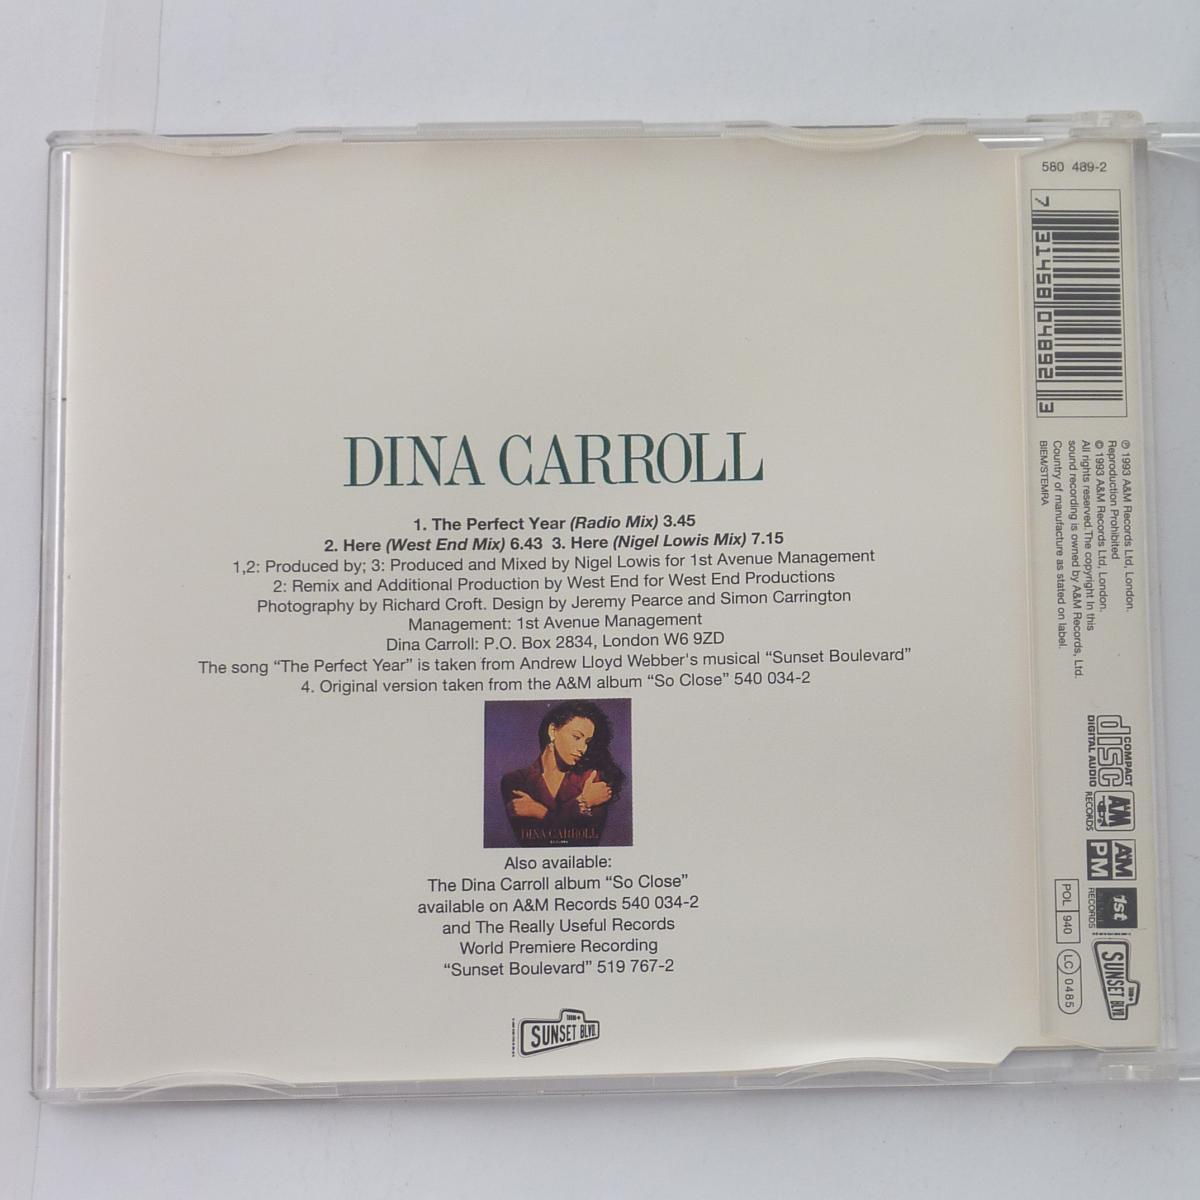 DINA CARROLL
1. The Perfect Year (Radio Mix) 3.45
2. Here (West End Mix) 6.43 3. Here (Nigel Lowis Mix) 7.15
1,2: Produced by; 3: Produced and Mixed by Nigel Lowis for 1st Avenue Management
2: Remix and Additional Production by West End for West End Productions
Photography by Richard Croft. Design by Jeremy Pearce and Simon Carrington
Management: 1st Avenue Management
Dina Carroll: P.O. Box 2834, London W6 9ZD
The song “The Perfect Year” is taken from Andrew Lloyd Webber's musical “Sunset Boulevard”
4. Original version taken from the A&M album “So Close” 540 034-2
DINA CARROLL
Also available:
The Dina Carroll album “So Close”
available on A&M Records 540 034-2
and The Really Useful Records
World Premiere Recording
“Sunset Boulevard” 519 767-2
SUNSET BLVD.
580 489-2
7 31458 04892 3
℗ 1993 A&M Records Ltd, London.
Reproduction Prohibited
© 1993 A&M Records Ltd, London.
All rights reserved. The copyright in this
sound recording is owned by A&M Records, Ltd.
Country of manufacture as stated on label.
BIEM/STEMRA
COMPACT
disc
DIGITAL AUDIO
A&M
RECORDS
AM
PM
1st
RECORDS
POL 940
LC 0485
SUNSET BLVD.